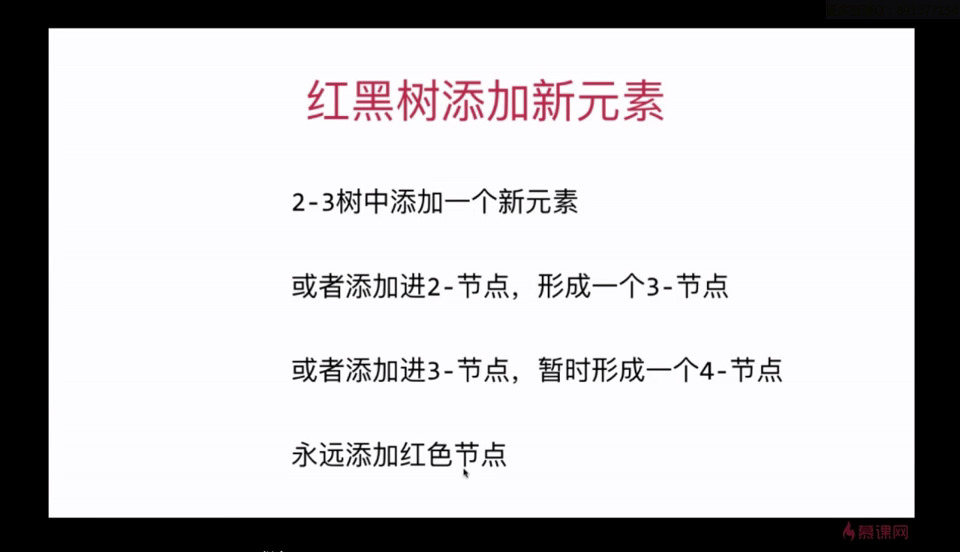 红黑树添加新元素
2-3树中添加一个新元素
或者添加进2-节点，形成一个3-节点
或者添加进3-节点，暂时形成一个4-节点
永远添加红色节点
慕课网